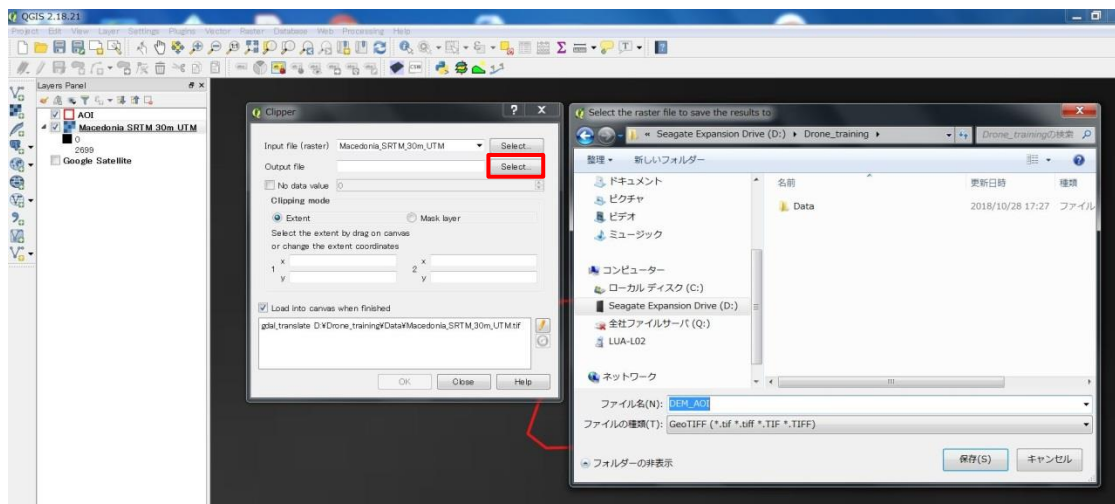 QGIS 2.18.21
Project Edit View Layer Settings Plugins Vector Raster Database Web Processing Help
Layers Panel
AOI
Macedonia SRTM 30m UTM
0
2699
Google Satellite
Clipper
Input file (raster) Macedonia_SRTM_30m_UTM Select...
Output file Select...
No data value 0
Clipping mode
Extent Mask layer
Select the extent by drag on canvas
or change the extent coordinates
x x
1 2
y y
Load into canvas when finished
gdal_translate D:¥Drone_training¥Data¥Macedonia_SRTM_30m_UTM.tif
OK Close Help
Select the raster file to save the results to
« Seagate Expansion Drive (D:) Drone_training Drone_trainingの検索
整理 新しいフォルダー
ドキュメント
ピクチャ
ビデオ
ミュージック
コンピューター
ローカル ディスク (C:)
Seagate Expansion Drive (D:)
全社ファイルサーバ (Q:)
LUA-L02
ネットワーク
名前 更新日時 種類
Data 2018/10/28 17:27 ファイル
ファイル名(N): DEM_AOI
ファイルの種類(T): GeoTIFF (*.tif *.tiff *.TIF *.TIFF)
フォルダーの非表示 保存(S) キャンセル